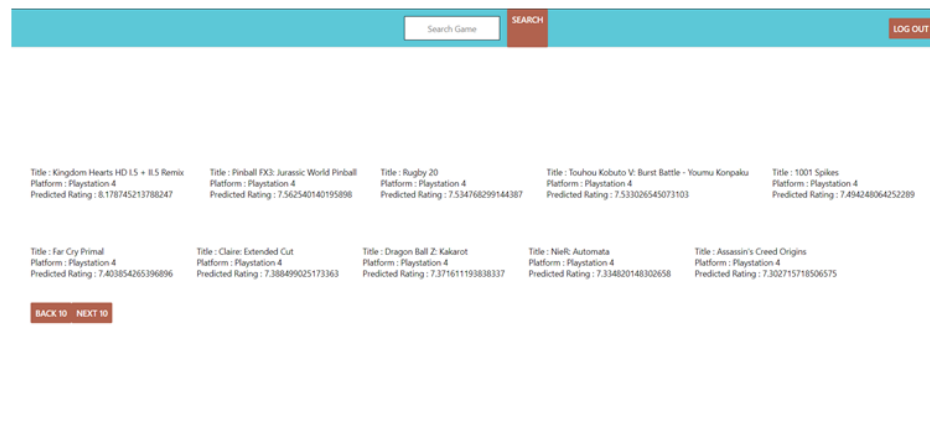 Search Game
SEARCH
LOG OUT
Title : Kingdom Hearts HD I.5 + II.5 Remix
Platform : Playstation 4
Predicted Rating : 8.178745213788247
Title : Pinball FX3: Jurassic World Pinball
Platform : Playstation 4
Predicted Rating : 7.562540140195898
Title : Rugby 20
Platform : Playstation 4
Predicted Rating : 7.534768299144387
Title : Touhou Kobuto V: Burst Battle - Youmu Konpaku
Platform : Playstation 4
Predicted Rating : 7.533026545073103
Title : 1001 Spikes
Platform : Playstation 4
Predicted Rating : 7.494248064252289
Title : Far Cry Primal
Platform : Playstation 4
Predicted Rating : 7.403854265396896
Title : Claire: Extended Cut
Platform : Playstation 4
Predicted Rating : 7.388499025173363
Title : Dragon Ball Z: Kakarot
Platform : Playstation 4
Predicted Rating : 7.371611193838337
Title : NieR: Automata
Platform : Playstation 4
Predicted Rating : 7.334820148302658
Title : Assassin's Creed Origins
Platform : Playstation 4
Predicted Rating : 7.302715718506575
BACK 10
NEXT 10